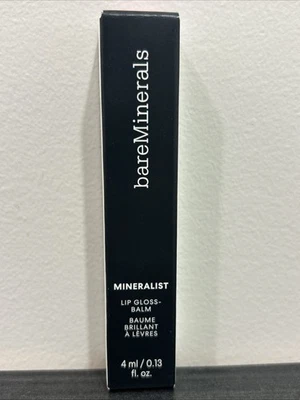 bareMinerals
MINERALIST
LIP GLOSS-
BALM
BAUME
BRILLANT
À LÈVRES
4 ml / 0.13
fl. oz.